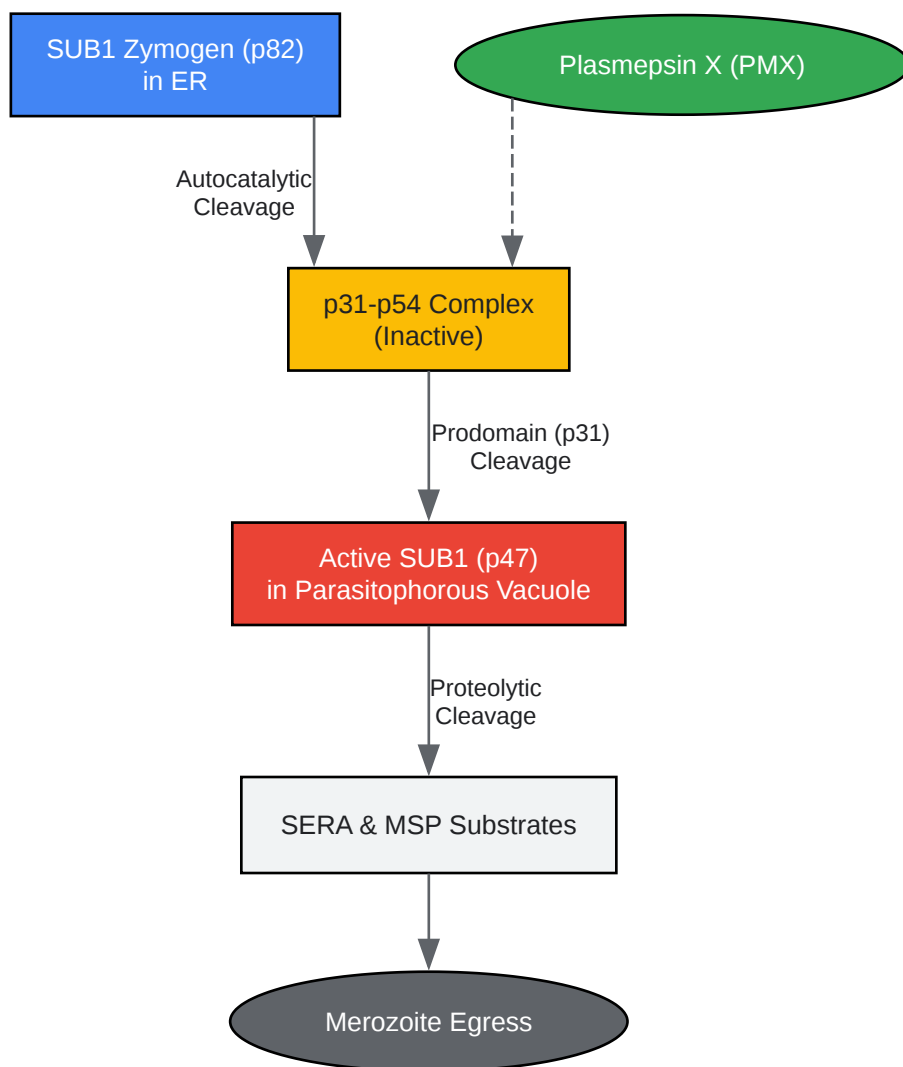 SUB1 Zymogen (p82)
in ER
Plasmepsin X (PMX)
Autocatalytic
Cleavage
p31-p54 Complex
(Inactive)
Prodomain (p31)
Cleavage
Active SUB1 (p47)
in Parasitophorous Vacuole
Proteolytic
Cleavage
SERA & MSP Substrates
Merozoite Egress